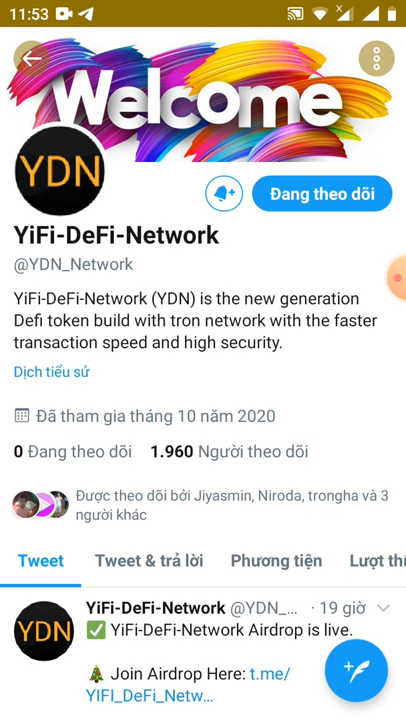 11:53
Welcome
YDN
Đang theo dõi
YiFi-DeFi-Network
@YDN_Network
YiFi-DeFi-Network (YDN) is the new generation
Defi token build with tron network with the faster
transaction speed and high security.
Dịch tiểu sử
Đã tham gia tháng 10 năm 2020
0 Đang theo dõi 1.960 Người theo dõi
Được theo dõi bởi Jiyasmin, Niroda, trongha và 3
người khác
Tweet Tweet & trả lời Phương tiện Lượt thí
YDN
YiFi-DeFi-Network @YDN_... · 19 giờ
✅ YiFi-DeFi-Network Airdrop is live.
🎄 Join Airdrop Here: t.me/
YIFI_DeFi_Netw...